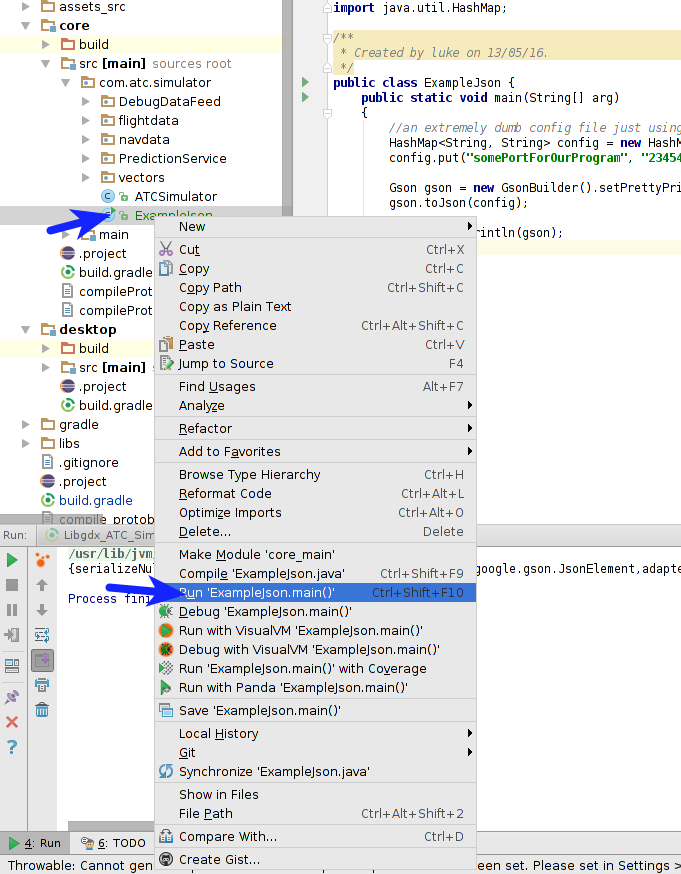 assets_src
core
build
src [main] sources root
com.atc.simulator
DebugDataFeed
flightdata
navdata
PredictionService
vectors
ATCSimulator
ExampleJson
main
.project
build.gradle
compileProt
compileProt
desktop
build
src [main]
.project
build.gradle
gradle
libs
.gitignore
.project
build.gradle
compile_protob
import java.util.HashMap;
/**
* Created by luke on 13/05/16.
*/
public class ExampleJson {
public static void main(String[] arg)
{
//an extremely dumb config file just using
HashMap<String, String> config = new HashM
config.put("somePortForOurProgram", "23454
Gson gson = new GsonBuilder().setPrettyPri
gson.toJson(config);
rintln(gson);
New
Cut Ctrl+X
Copy Ctrl+C
Copy Path Ctrl+Shift+C
Copy as Plain Text
Copy Reference Ctrl+Alt+Shift+C
Paste Ctrl+V
Jump to Source F4
Find Usages Alt+F7
Analyze
Refactor
Add to Favorites
Browse Type Hierarchy Ctrl+H
Reformat Code Ctrl+Alt+L
Optimize Imports Ctrl+Alt+O
Delete... Delete
Make Module 'core_main'
Compile 'ExampleJson.java' Ctrl+Shift+F9
Run 'ExampleJson.main()' Ctrl+Shift+F10
Debug 'ExampleJson.main()'
Run with VisualVM 'ExampleJson.main()'
Debug with VisualVM 'ExampleJson.main()'
Run 'ExampleJson.main()' with Coverage
Run with Panda 'ExampleJson.main()'
Save 'ExampleJson.main()'
Local History
Git
Synchronize 'ExampleJson.java'
Show in Files
File Path Ctrl+Alt+Shift+2
Compare With... Ctrl+D
Create Gist...
Run: Libgdx_ATC_Sim
/usr/lib/jvm
{serializeNu google.gson.JsonElement,adapte
Process fini
4: Run 6: TODO
Throwable: Cannot gen een set. Please set in Settings >